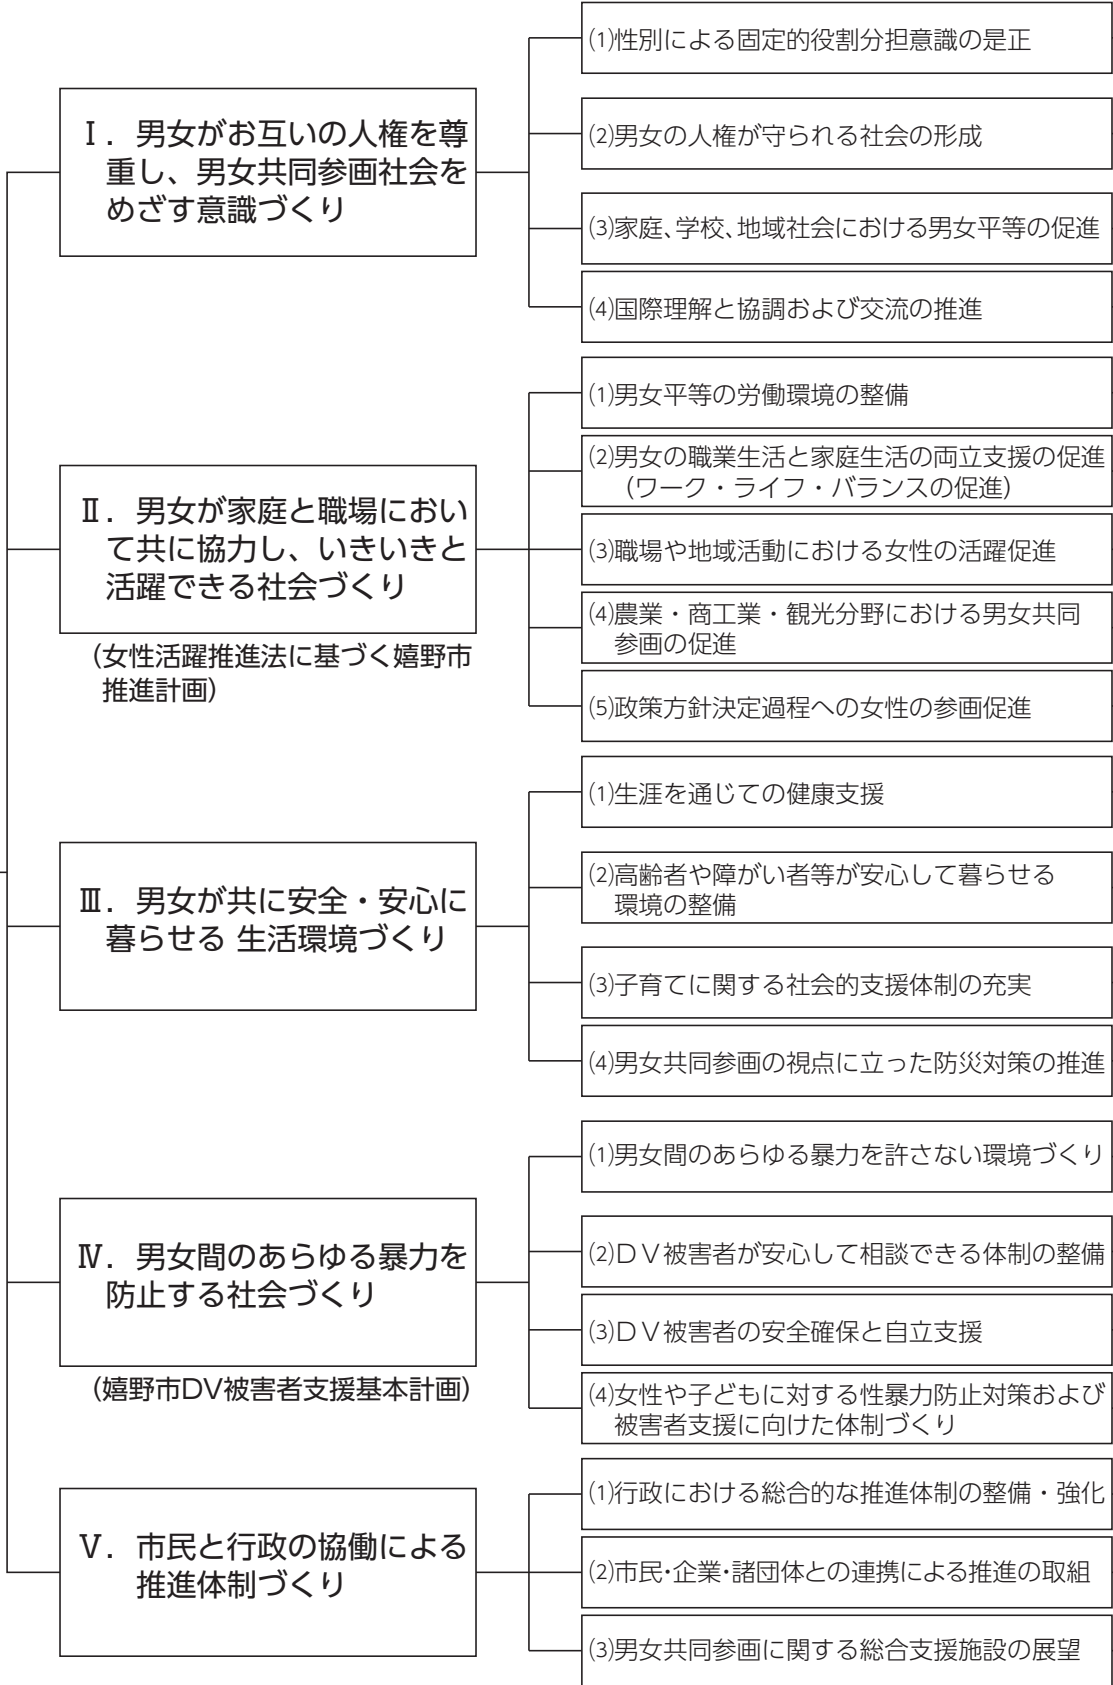 Ⅰ．男女がお互いの人権を尊
重し、男女共同参画社会を
めざす意識づくり
⑴性別による固定的役割分担意識の是正
⑵男女の人権が守られる社会の形成
⑶家庭、学校、地域社会における男女平等の促進
⑷国際理解と協調および交流の推進
Ⅱ．男女が家庭と職場におい
て共に協力し、いきいきと
活躍できる社会づくり
（女性活躍推進法に基づく嬉野市
推進計画）
⑴男女平等の労働環境の整備
⑵男女の職業生活と家庭生活の両立支援の促進
（ワーク・ライフ・バランスの促進）
⑶職場や地域活動における女性の活躍促進
⑷農業・商工業・観光分野における男女共同
参画の促進
⑸政策方針決定過程への女性の参画促進
Ⅲ．男女が共に安全・安心に
暮らせる 生活環境づくり
⑴生涯を通じての健康支援
⑵高齢者や障がい者等が安心して暮らせる
環境の整備
⑶子育てに関する社会的支援体制の充実
⑷男女共同参画の視点に立った防災対策の推進
Ⅳ．男女間のあらゆる暴力を
防止する社会づくり
（嬉野市DV被害者支援基本計画）
⑴男女間のあらゆる暴力を許さない環境づくり
⑵ＤＶ被害者が安心して相談できる体制の整備
⑶ＤＶ被害者の安全確保と自立支援
⑷女性や子どもに対する性暴力防止対策および
被害者支援に向けた体制づくり
Ⅴ．市民と行政の協働による
推進体制づくり
⑴行政における総合的な推進体制の整備・強化
⑵市民・企業・諸団体との連携による推進の取組
⑶男女共同参画に関する総合支援施設の展望